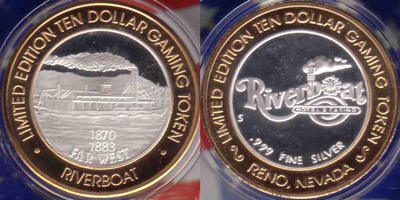 LIMITED EDITION TEN DOLLAR GAMING TOKEN
1870
1883
FAR WEST
RIVERBOAT
LIMITED EDITION TEN DOLLAR GAMING TOKEN
Riverboat
HOTEL & CASINO
S
.999 FINE SILVER
RENO, NEVADA